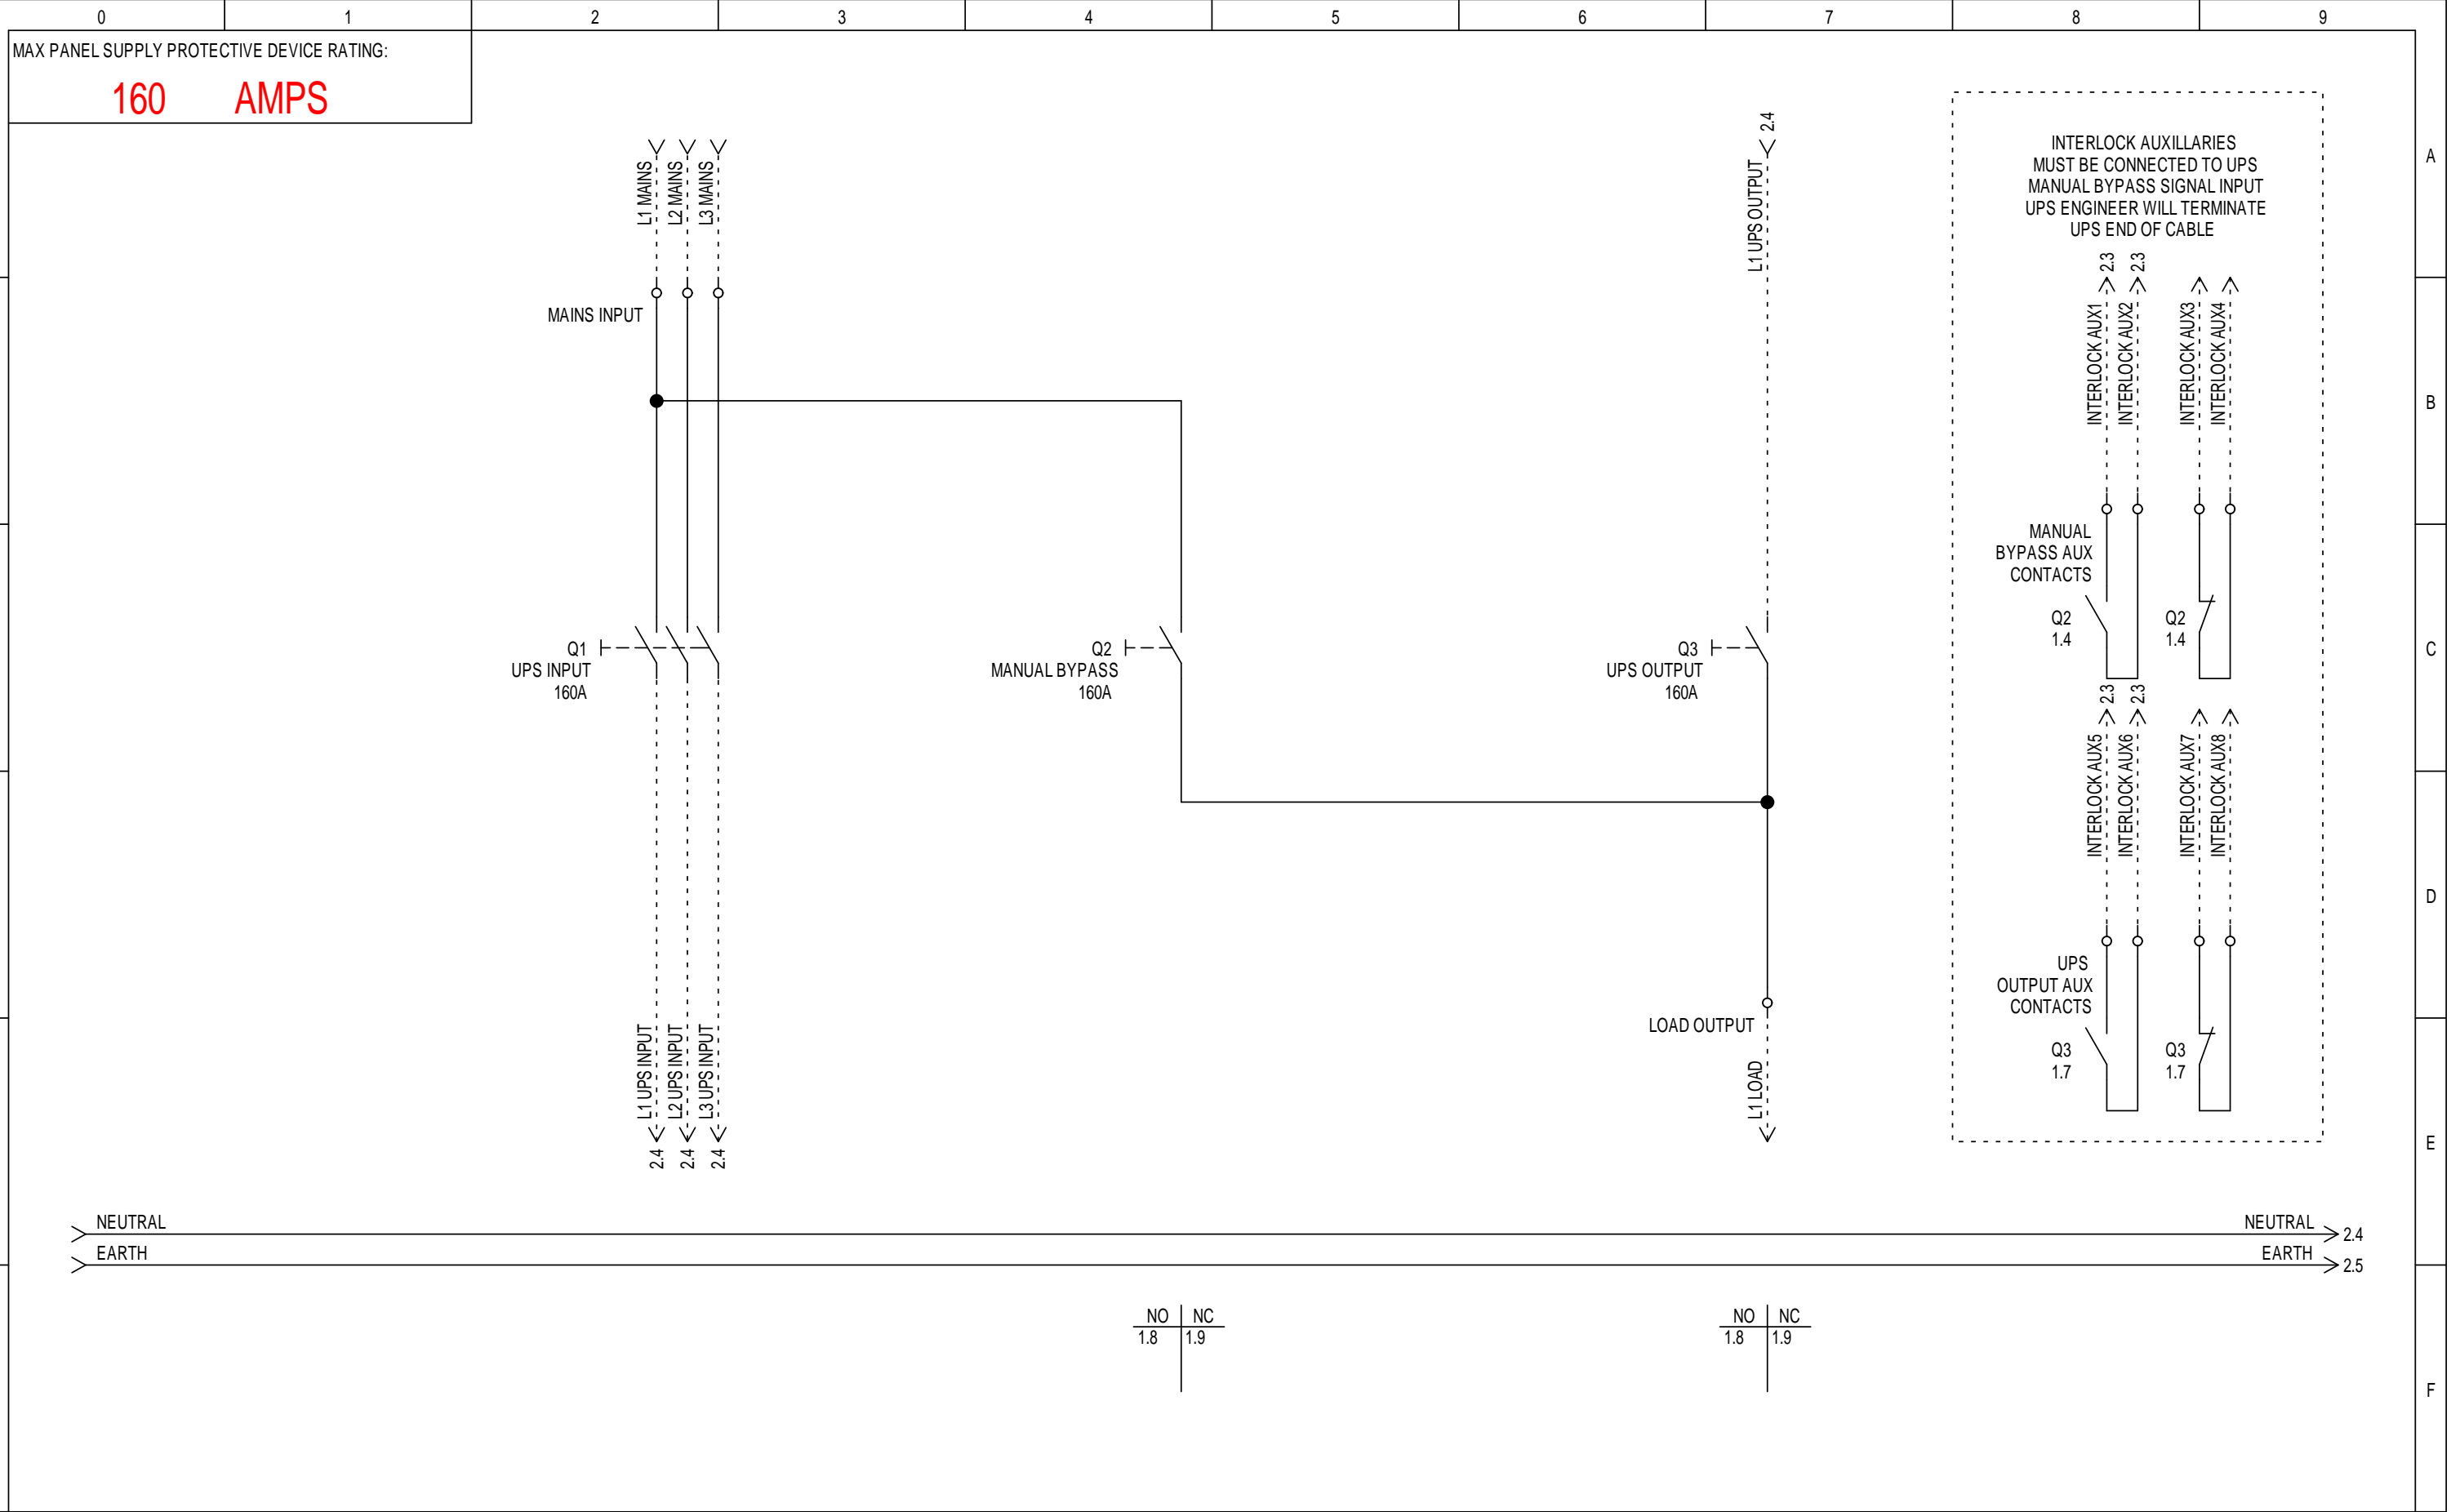 0 1 2 3 4 5 6 7 8 9
MAX PANEL SUPPLY PROTECTIVE DEVICE RATING:
160 AMPS
A
B
C
D
E
F
L1 MAINS
L2 MAINS
L3 MAINS
MAINS INPUT
Q1
UPS INPUT
160A
L1 UPS INPUT
L2 UPS INPUT
L3 UPS INPUT
2.4
2.4
2.4
Q2
MANUAL BYPASS
160A
2.4
L1 UPS OUTPUT
Q3
UPS OUTPUT
160A
LOAD OUTPUT
L1 LOAD
INTERLOCK AUXILLARIES
MUST BE CONNECTED TO UPS
MANUAL BYPASS SIGNAL INPUT
UPS ENGINEER WILL TERMINATE
UPS END OF CABLE
2.3
2.3
INTERLOCK AUX1
INTERLOCK AUX2
INTERLOCK AUX3
INTERLOCK AUX4
MANUAL
BYPASS AUX
CONTACTS
Q2
1.4
Q2
1.4
2.3
2.3
INTERLOCK AUX5
INTERLOCK AUX6
INTERLOCK AUX7
INTERLOCK AUX8
UPS
OUTPUT AUX
CONTACTS
Q3
1.7
Q3
1.7
NEUTRAL
NEUTRAL
2.4
EARTH
EARTH
2.5
NO NC
1.8 1.9
NO NC
1.8 1.9